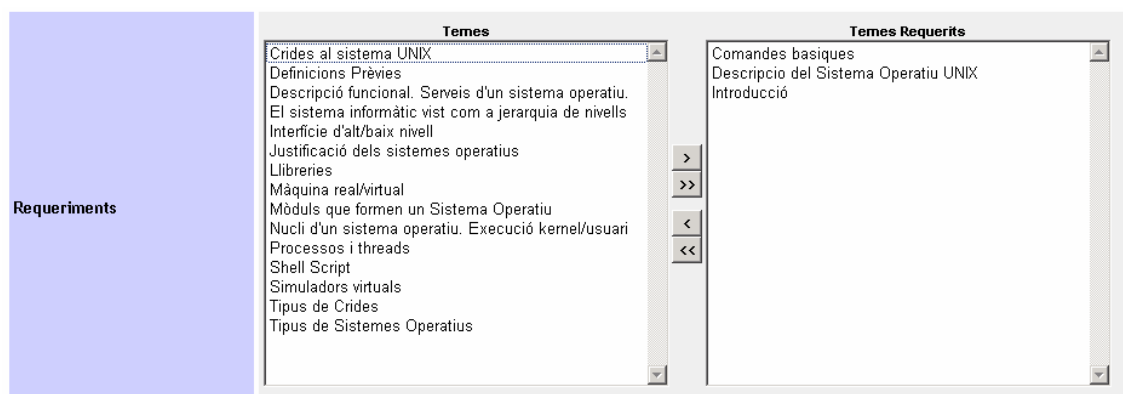 Temes
Temes Requerits
Crides al sistema UNIX
Definicions Prèvies
Descripció funcional. Serveis d'un sistema operatiu.
El sistema informàtic vist com a jerarquia de nivells
Interfície d'alt/baix nivell
Justificació dels sistemes operatius
Llibreries
Màquina real/virtual
Mòduls que formen un Sistema Operatiu
Nucli d'un sistema operatiu. Execució kernel/usuari
Processos i threads
Shell Script
Simuladors virtuals
Tipus de Crides
Tipus de Sistemes Operatius
Comandes basiques
Descripcio del Sistema Operatiu UNIX
Introducció
>
>>
<
<<
Requeriments